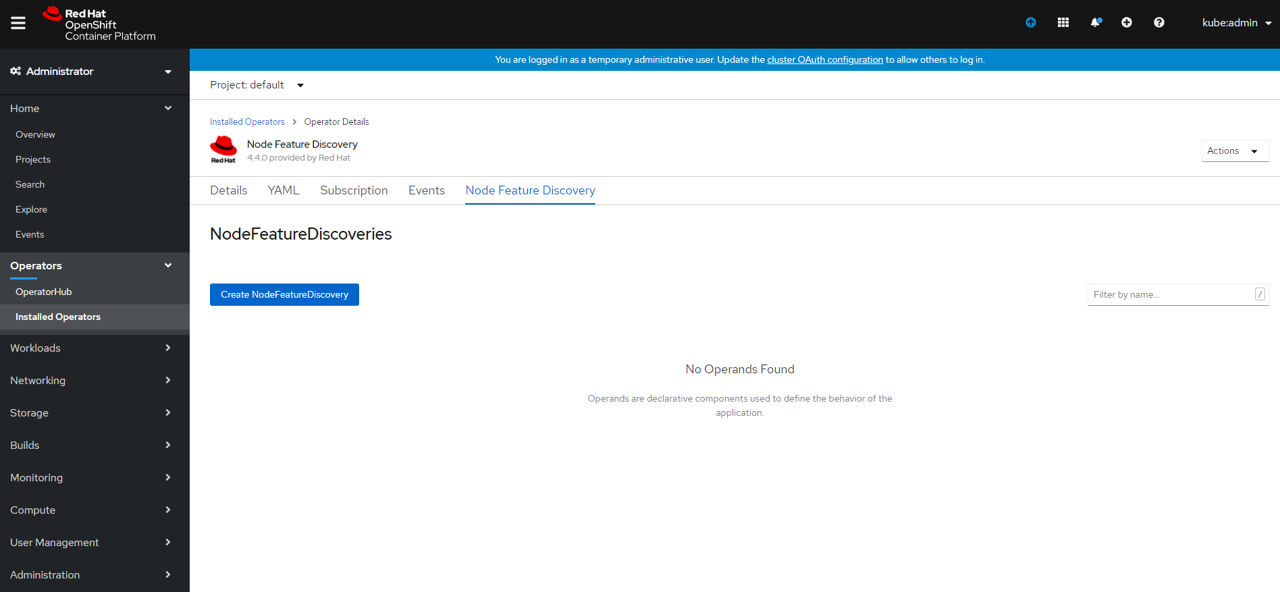 Red Hat
OpenShift
Container Platform
kube:admin
Administrator
You are logged in as a temporary administrative user. Update the cluster OAuth configuration to allow others to log in.
Project: default
Home
Overview
Projects
Search
Explore
Events
Operators
OperatorHub
Installed Operators
Workloads
Networking
Storage
Builds
Monitoring
Compute
User Management
Administration
Installed Operators > Operator Details
Red Hat
Node Feature Discovery
4.4.0 provided by Red Hat
Actions
Details YAML Subscription Events Node Feature Discovery
NodeFeatureDiscoveries
Create NodeFeatureDiscovery
Filter by name... /
No Operands Found
Operands are declarative components used to define the behavior of the
application.